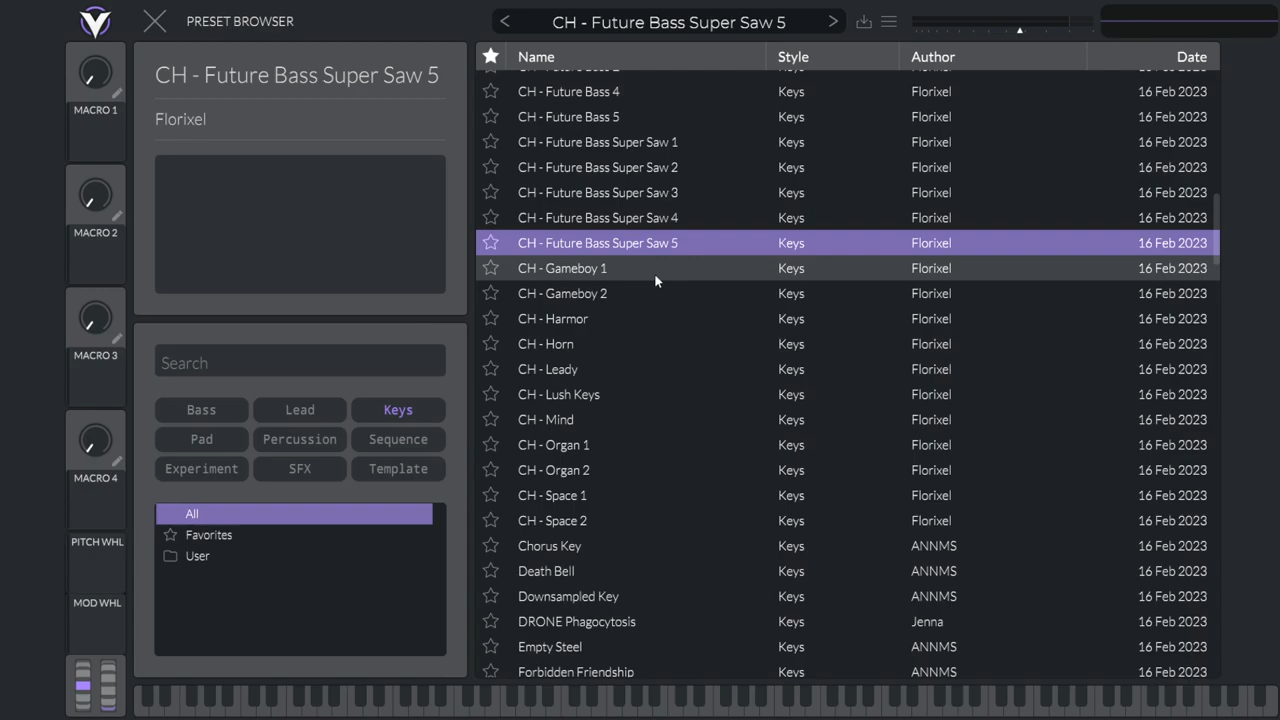 PRESET BROWSER
CH - Future Bass Super Saw 5
MACRO 1
MACRO 2
MACRO 3
MACRO 4
PITCH WHL
MOD WHL
CH - Future Bass Super Saw 5
Florixel
Search
Bass Lead Keys
Pad Percussion Sequence
Experiment SFX Template
All
Favorites
User
Name Style Author Date
CH - Future Bass 4 Keys Florixel 16 Feb 2023
CH - Future Bass 5 Keys Florixel 16 Feb 2023
CH - Future Bass Super Saw 1 Keys Florixel 16 Feb 2023
CH - Future Bass Super Saw 2 Keys Florixel 16 Feb 2023
CH - Future Bass Super Saw 3 Keys Florixel 16 Feb 2023
CH - Future Bass Super Saw 4 Keys Florixel 16 Feb 2023
CH - Future Bass Super Saw 5 Keys Florixel 16 Feb 2023
CH - Gameboy 1 Keys Florixel 16 Feb 2023
CH - Gameboy 2 Keys Florixel 16 Feb 2023
CH - Harmor Keys Florixel 16 Feb 2023
CH - Horn Keys Florixel 16 Feb 2023
CH - Leady Keys Florixel 16 Feb 2023
CH - Lush Keys Keys Florixel 16 Feb 2023
CH - Mind Keys Florixel 16 Feb 2023
CH - Organ 1 Keys Florixel 16 Feb 2023
CH - Organ 2 Keys Florixel 16 Feb 2023
CH - Space 1 Keys Florixel 16 Feb 2023
CH - Space 2 Keys Florixel 16 Feb 2023
Chorus Key Keys ANNMS 16 Feb 2023
Death Bell Keys ANNMS 16 Feb 2023
Downsampled Key Keys ANNMS 16 Feb 2023
DRONE Phagocytosis Keys Jenna 16 Feb 2023
Empty Steel Keys ANNMS 16 Feb 2023
Forbidden Friendship Keys ANNMS 16 Feb 2023